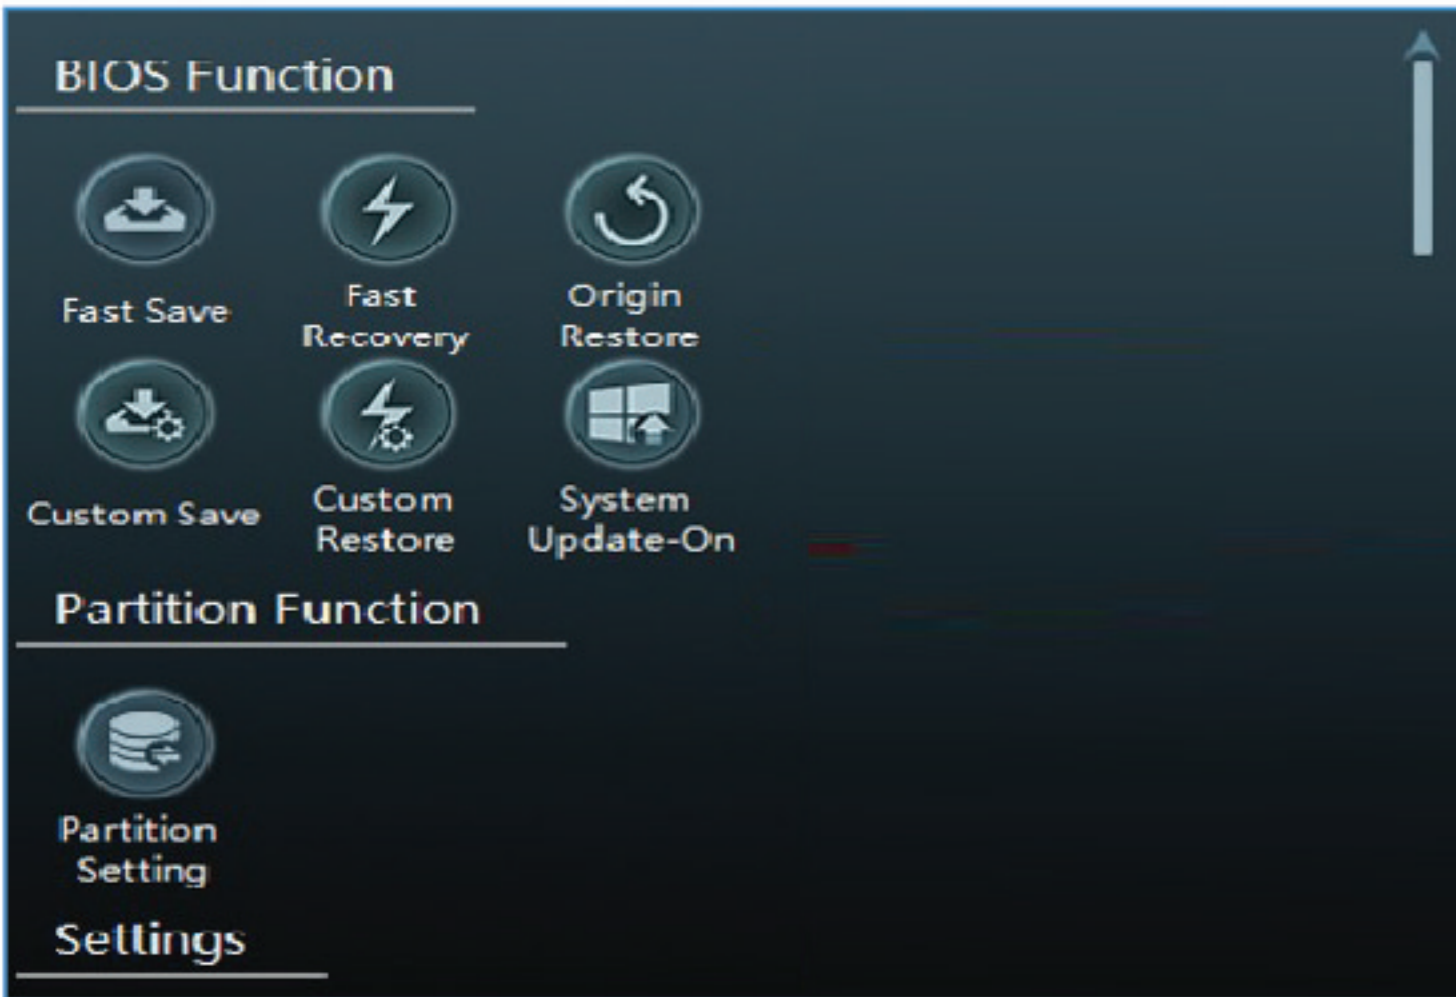 BIOS Function
Fast Save
Fast
Recovery
Origin
Restore
Custom Save
Custom
Restore
System
Update-On
Partition Function
Partition
Setting
Settings